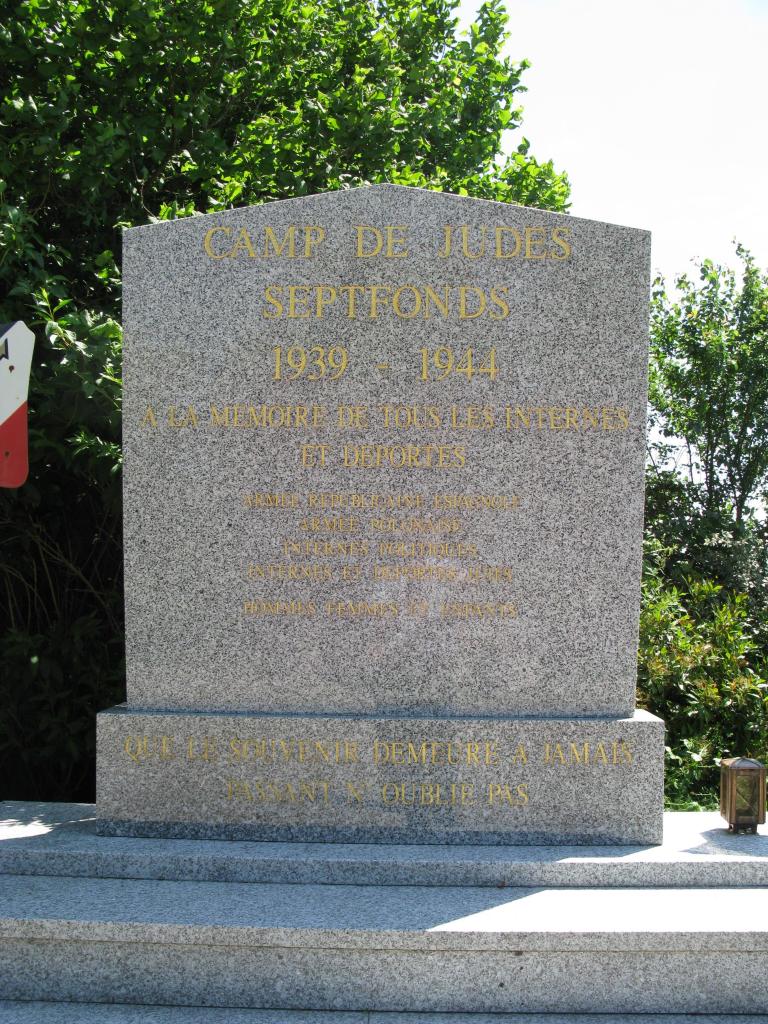 CAMP DE JUDES
SEPTFONDS
1939 - 1944
A LA MEMOIRE DE TOUS LES INTERNES
ET DEPORTES
ARMEE REPUBLICAINE ESPAGNOLE
ARMEE POLONAISE
INTERNES POLITIQUES
INTERNES ET DEPORTES JUIFS
HOMMES FEMMES ET ENFANTS
QUE LE SOUVENIR DEMEURE A JAMAIS
PASSANT N'OUBLIE PAS